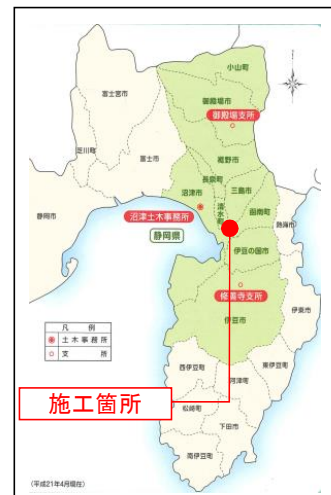 小山町
富士宮市
御殿場市
御殿場支所
芝川町
富士市
裾野市
長泉町
三島市
沼津市
清水町
函南町
静岡市
沼津土木事務所
熱海市
静岡県
伊豆の国市
修善寺支所
伊東市
伊豆市
凡例
土木事務所
支所
西伊豆町
東伊豆町
河津町
施工箇所
松崎町
下田市
南伊豆町
(平成21年4月現在)